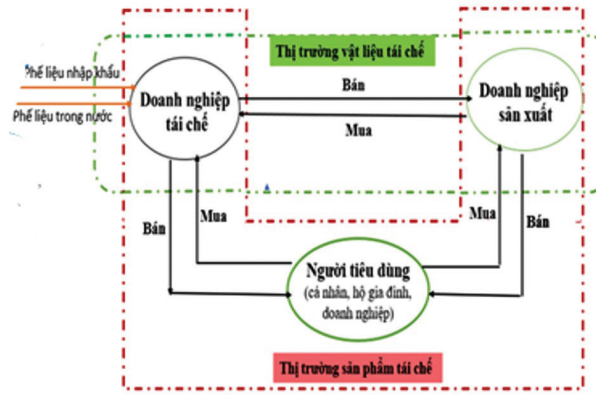 Thị trường vật liệu tái chế
Phế liệu nhập khẩu
Phế liệu trong nước
Doanh nghiệp
tái chế
Bán
Mua
Doanh nghiệp
sản xuất
Bán
Mua
Mua
Bán
Người tiêu dùng
(cá nhân, hộ gia đình,
doanh nghiệp)
Thị trường sản phẩm tái chế